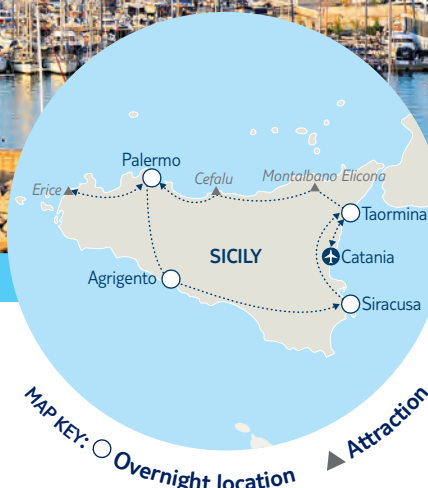 Palermo
Cefalu
Montalbano Elicona
Erice
Taormina
SICILY
Catania
Agrigento
Siracusa
MAP KEY: Overnight location
Attraction